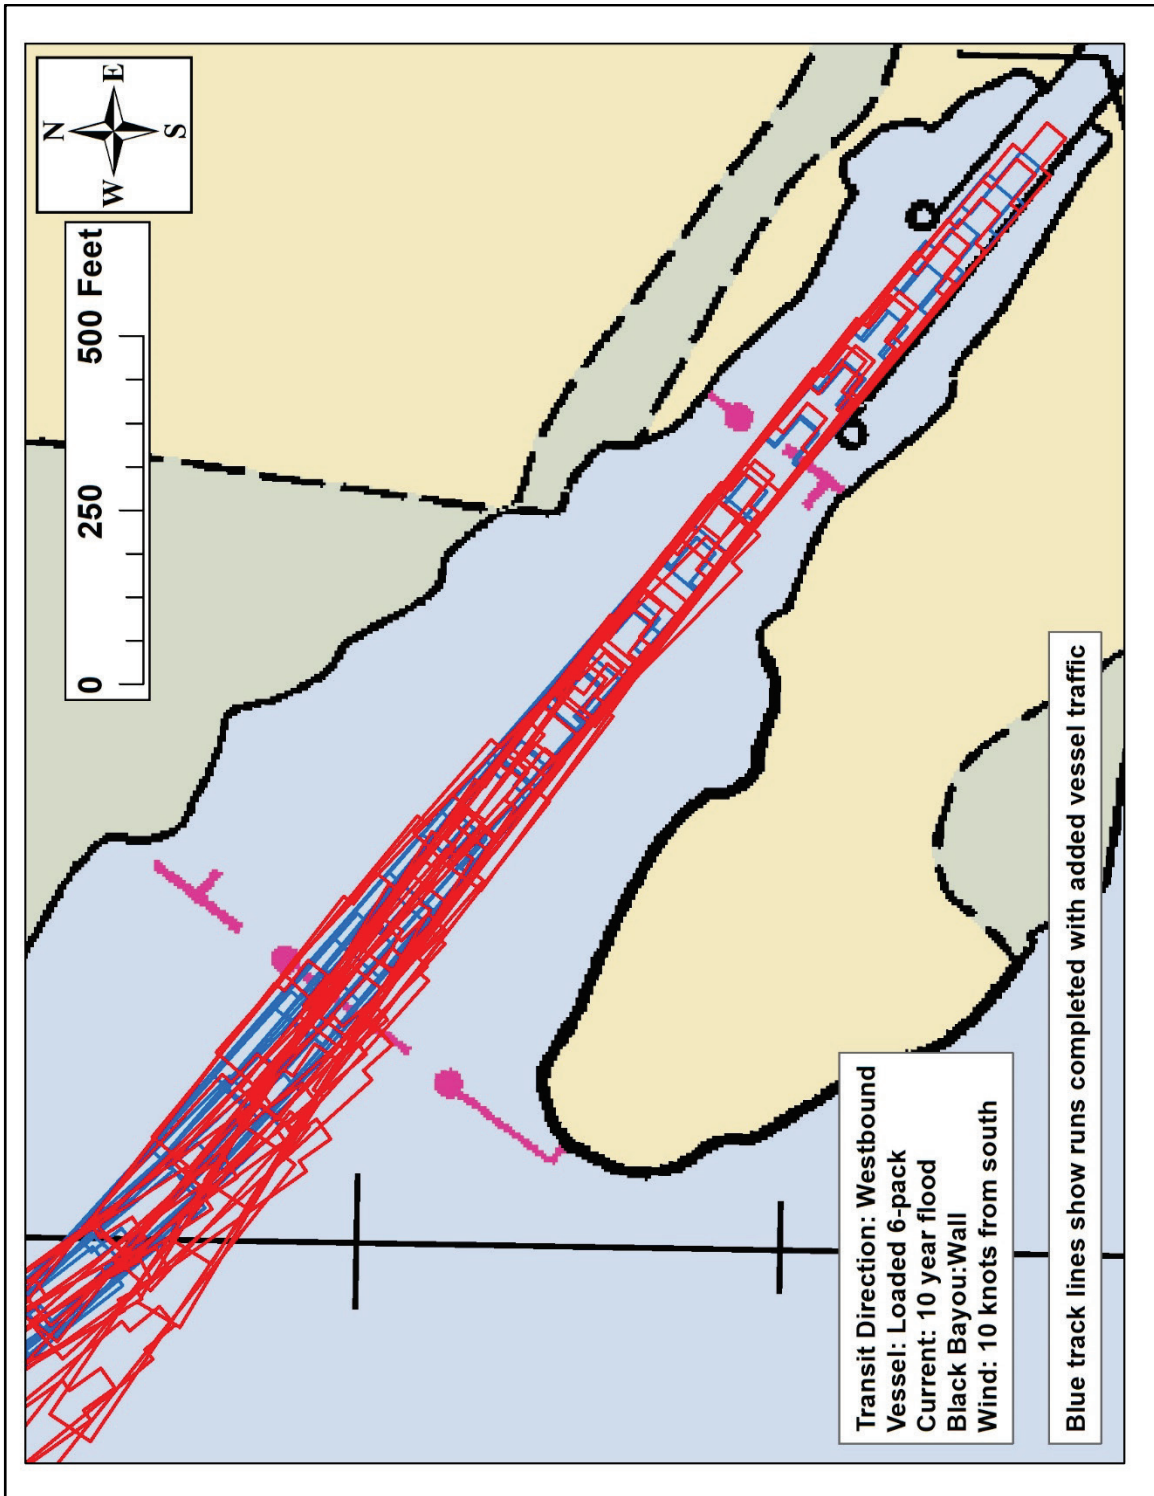 N
W
E
S
0
250
500 Feet
Transit Direction: Westbound
Vessel: Loaded 6-pack
Current: 10 year flood
Black Bayou:Wall
Wind: 10 knots from south
Blue track lines show runs completed with added vessel traffic